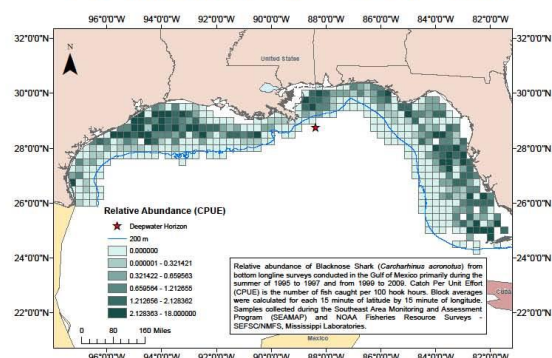 96°0'0"W 94°0'0"W 92°0'0"W 90°0'0"W 88°0'0"W 86°0'0"W 84°0'0"W 82°0'0"W
32°0'0"N 32°0'0"N
N
United States
30°0'0"N 30°0'0"N
28°0'0"N 28°0'0"N
26°0'0"N 26°0'0"N
24°0'0"N 24°0'0"N
22°0'0"N 22°0'0"N
Relative Abundance (CPUE)
Deepwater Horizon
200 m
0.000000
0.000001 - 0.321421
0.321422 - 0.659563
0.659564 - 1.212655
1.212656 - 2.128362
2.128363 - 18.000000
0 80 160 Miles
Relative abundance of Blacknose Shark (Carcharhinus acronotus) from
bottom longline surveys conducted in the Gulf of Mexico primarily during the
summer of 1995 to 1997 and from 1999 to 2009. Catch Per Unit Effort
(CPUE) is the number of fish caught per 100 hook hours. Block averages
were calculated for each 15 minute of latitude by 15 minute of longitude.
Samples collected during the Southeast Area Monitoring and Assessment
Program (SEAMAP) and NOAA Fisheries Resource Surveys -
SEFSC/NMFS, Mississippi Laboratories.
Mexico
96°0'0"W 94°0'0"W 92°0'0"W 90°0'0"W 88°0'0"W 86°0'0"W 84°0'0"W 82°0'0"W